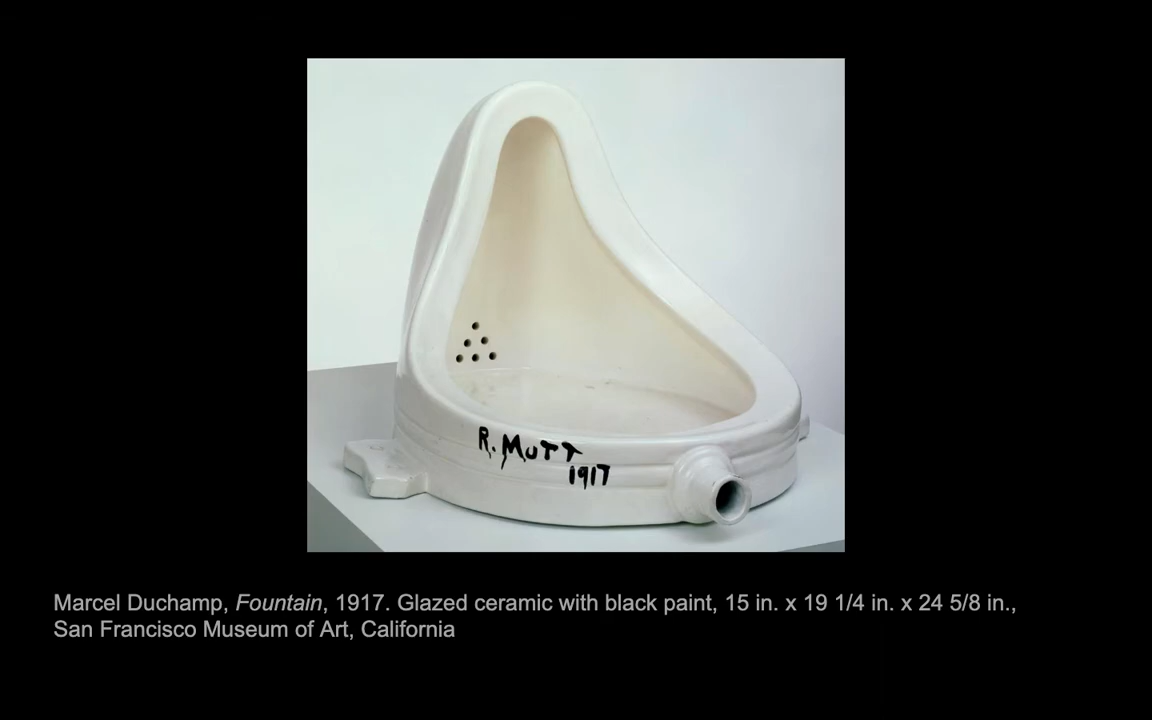 R. MUTT
1917
Marcel Duchamp, Fountain, 1917. Glazed ceramic with black paint, 15 in. x 19 1/4 in. x 24 5/8 in.,
San Francisco Museum of Art, California